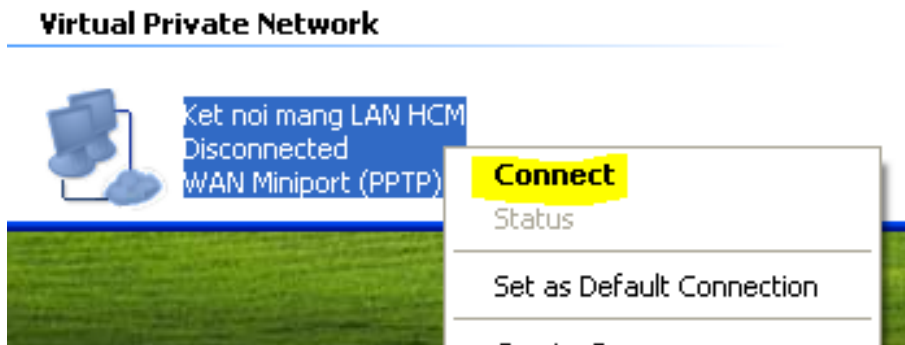 Virtual Private Network
Ket noi mang LAN HCM
Disconnected
WAN Miniport (PPTP)
Connect
Status
Set as Default Connection